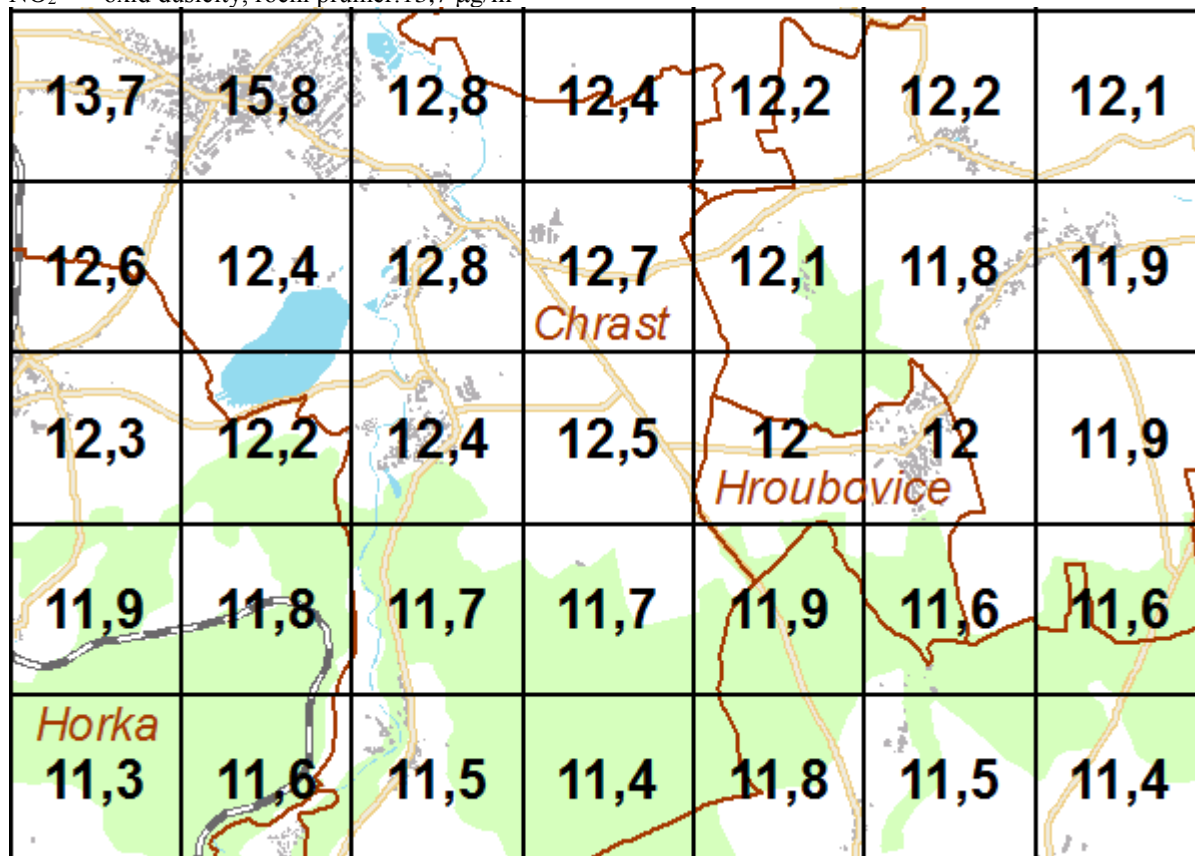 13,7 15,8 12,8 12,4 12,2 12,2 12,1
12,6 12,4 12,8 12,7 12,1 11,8 11,9
Chrast
12,3 12,2 12,4 12,5 12 12 11,9
Hroubovice
11,9 11,8 11,7 11,7 11,9 11,6 11,6
Horka
11,3 11,6 11,5 11,4 11,8 11,5 11,4